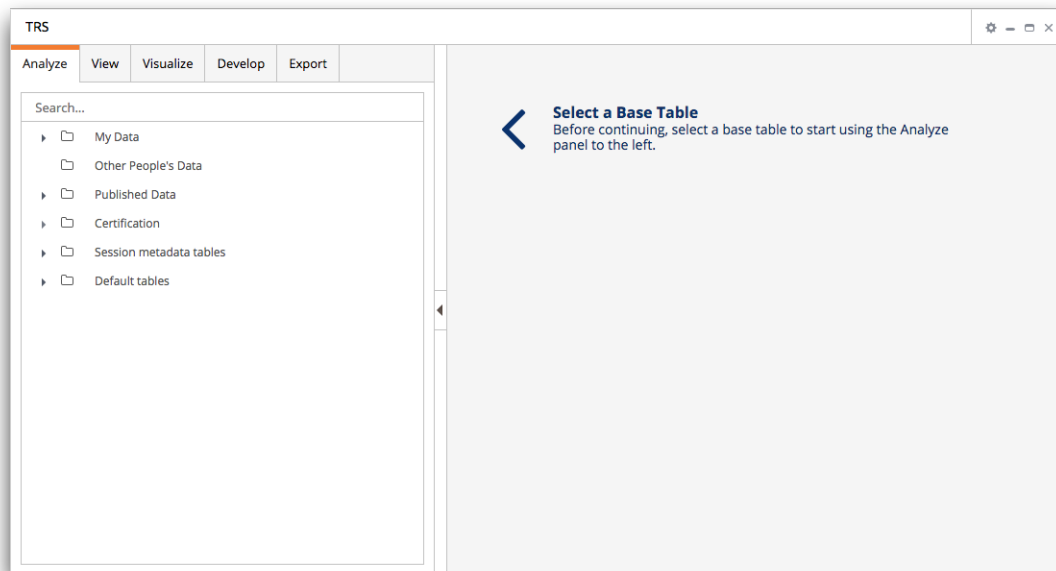 TRS
Analyze View Visualize Develop Export
Search...
My Data
Other People's Data
Published Data
Certification
Session metadata tables
Default tables
Select a Base Table
Before continuing, select a base table to start using the Analyze
panel to the left.